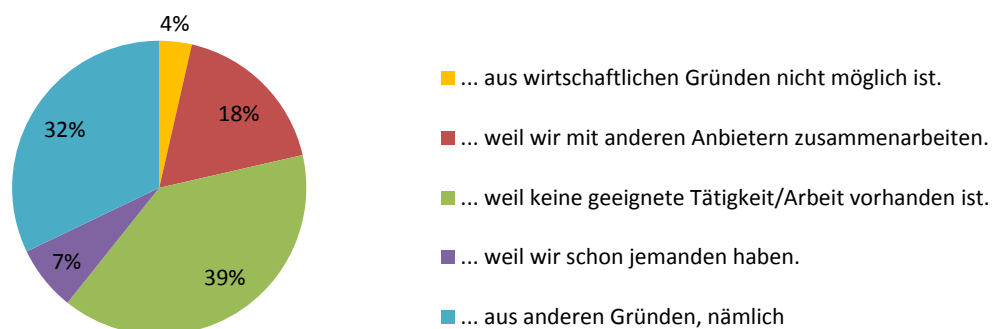 4%
18%
32%
7%
39%
... aus wirtschaftlichen Gründen nicht möglich ist.
... weil wir mit anderen Anbietern zusammenarbeiten.
... weil keine geeignete Tätigkeit/Arbeit vorhanden ist.
... weil wir schon jemanden haben.
... aus anderen Gründen, nämlich